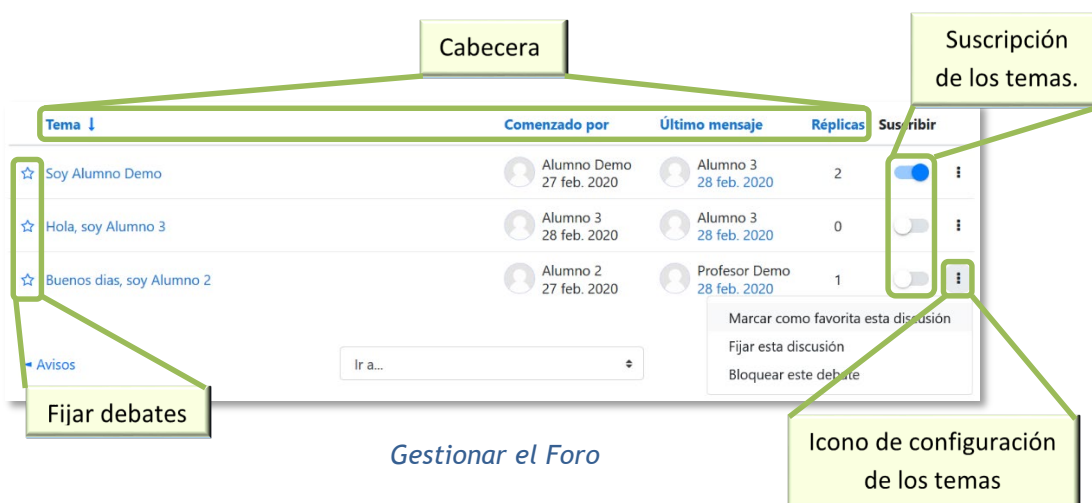 Cabecera
Suscripción
de los temas.
Tema ↓ Comenzado por Último mensaje Réplicas Suscribir
Soy Alumno Demo Alumno Demo Alumno 3 2
27 feb. 2020 28 feb. 2020
Hola, soy Alumno 3 Alumno 3 Alumno 3 0
28 feb. 2020 28 feb. 2020
Buenos dias, soy Alumno 2 Alumno 2 Profesor Demo 1
27 feb. 2020 28 feb. 2020
Marcar como favorita esta discusión
Fijar esta discusión
Bloquear este debate
◄ Avisos Ir a...
Fijar debates
Gestionar el Foro
Icono de configuración
de los temas